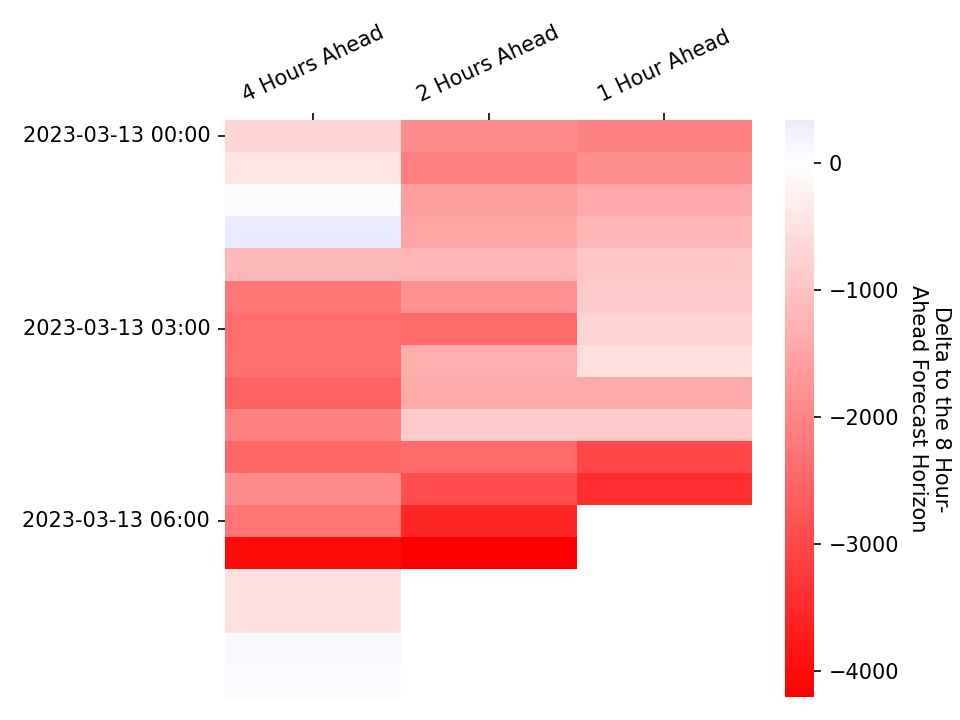 4 Hours Ahead
2 Hours Ahead
1 Hour Ahead
2023-03-13 00:00
2023-03-13 03:00
2023-03-13 06:00
0
−1000
−2000
−3000
−4000
Delta to the 8 Hour-
Ahead Forecast Horizon